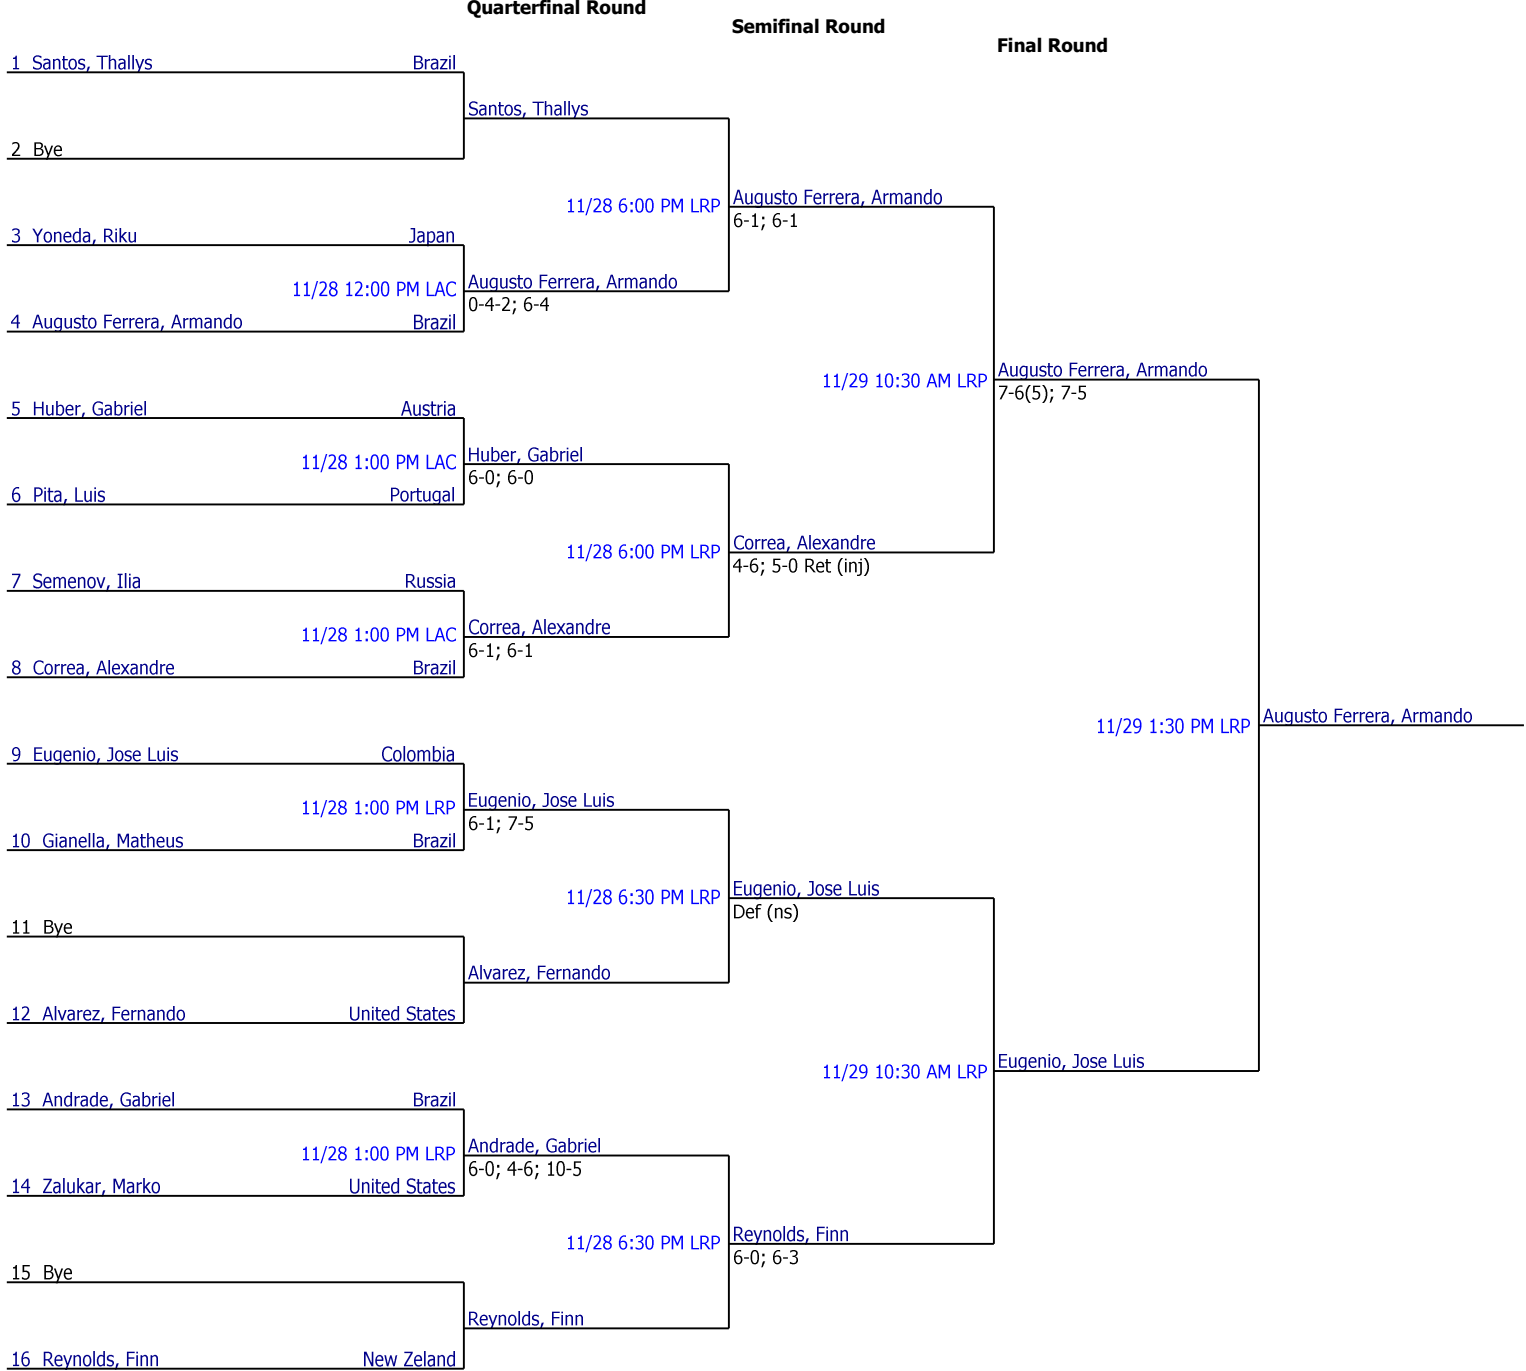 Quarterfinal Round
Semifinal Round
Final Round
1 Santos, Thallys Brazil
Santos, Thallys
2 Bye
11/28 6:00 PM LRP Augusto Ferrera, Armando
6-1; 6-1
3 Yoneda, Riku Japan
11/28 12:00 PM LAC Augusto Ferrera, Armando
0-4-2; 6-4
4 Augusto Ferrera, Armando Brazil
11/29 10:30 AM LRP Augusto Ferrera, Armando
7-6(5); 7-5
5 Huber, Gabriel Austria
11/28 1:00 PM LAC Huber, Gabriel
6-0; 6-0
6 Pita, Luis Portugal
11/28 6:00 PM LRP Correa, Alexandre
4-6; 5-0 Ret (inj)
7 Semenov, Ilia Russia
11/28 1:00 PM LAC Correa, Alexandre
6-1; 6-1
8 Correa, Alexandre Brazil
11/29 1:30 PM LRP Augusto Ferrera, Armando
9 Eugenio, Jose Luis Colombia
11/28 1:00 PM LRP Eugenio, Jose Luis
6-1; 7-5
10 Gianella, Matheus Brazil
11/28 6:30 PM LRP Eugenio, Jose Luis
Def (ns)
11 Bye
Alvarez, Fernando
12 Alvarez, Fernando United States
11/29 10:30 AM LRP Eugenio, Jose Luis
13 Andrade, Gabriel Brazil
11/28 1:00 PM LRP Andrade, Gabriel
6-0; 4-6; 10-5
14 Zalukar, Marko United States
11/28 6:30 PM LRP Reynolds, Finn
6-0; 6-3
15 Bye
Reynolds, Finn
16 Reynolds, Finn New Zeland